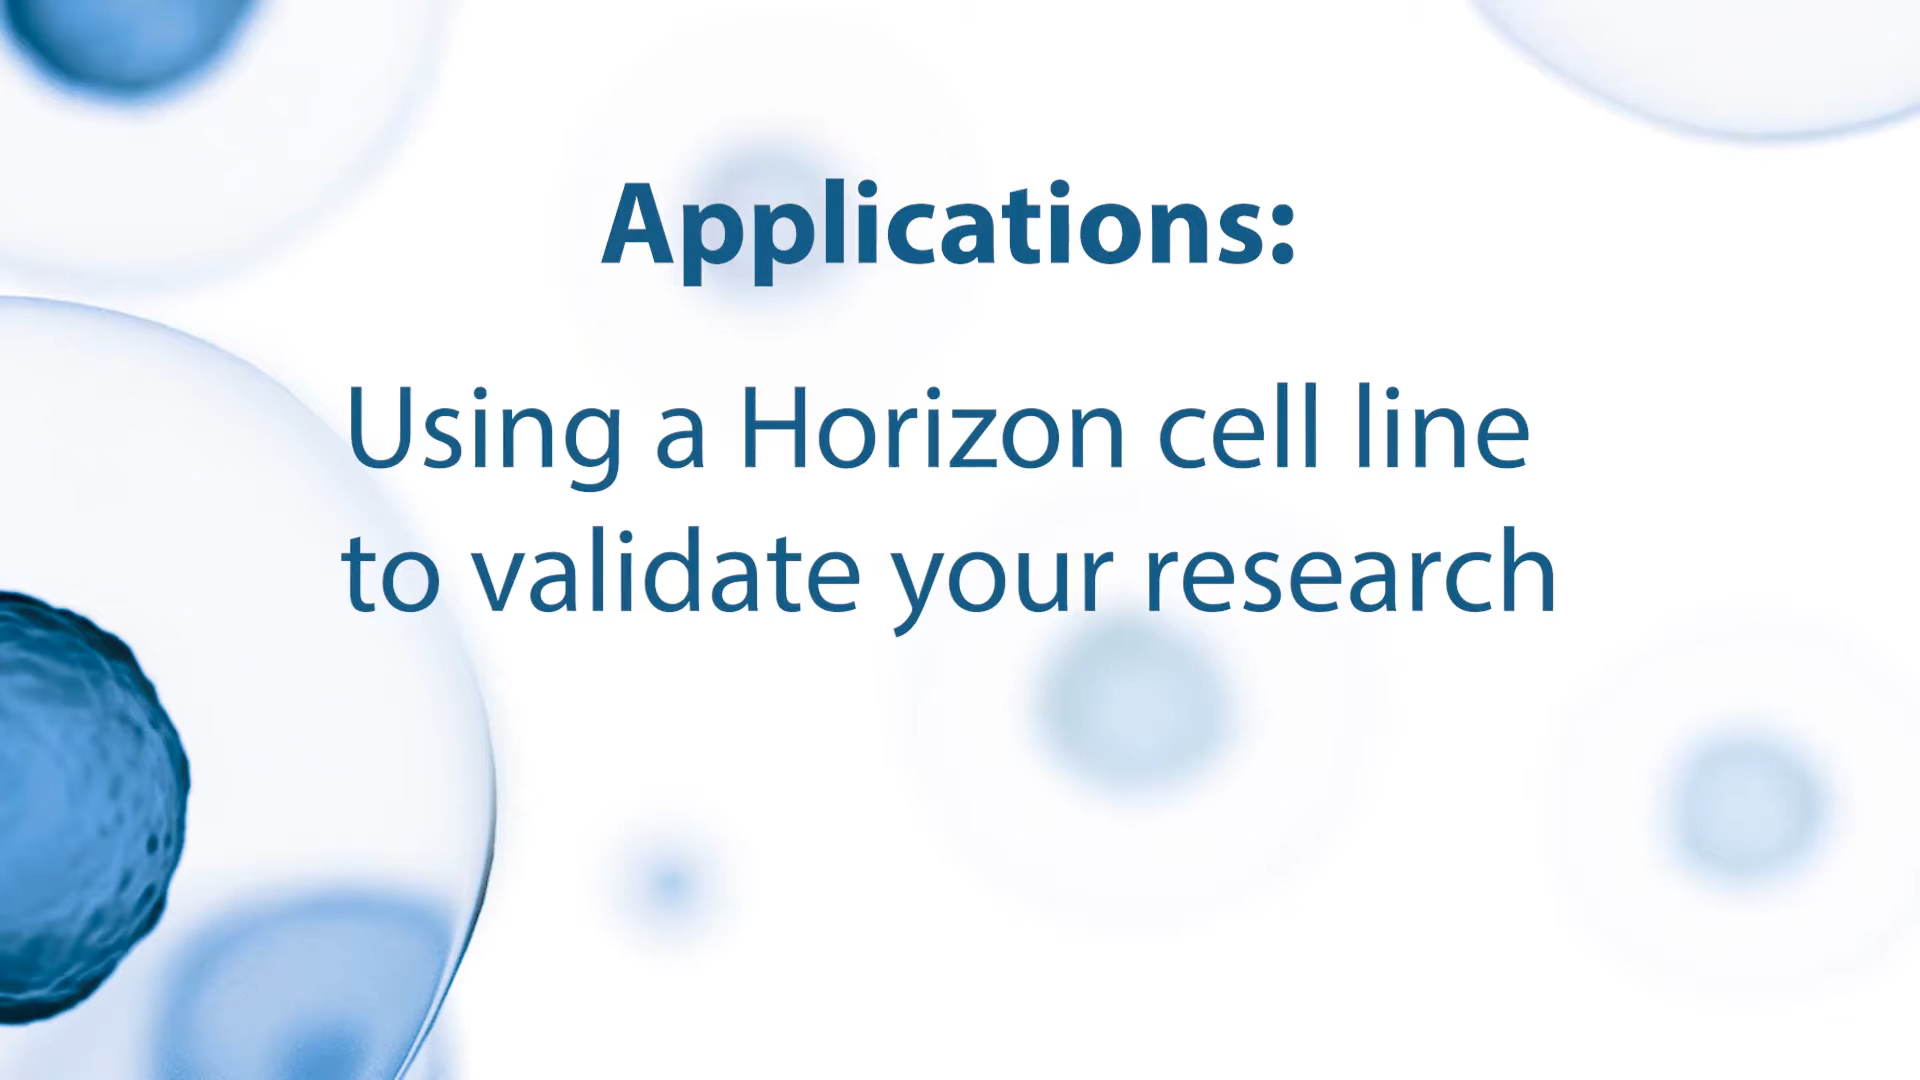 Applications:
Using a Horizon cell line
to validate your research